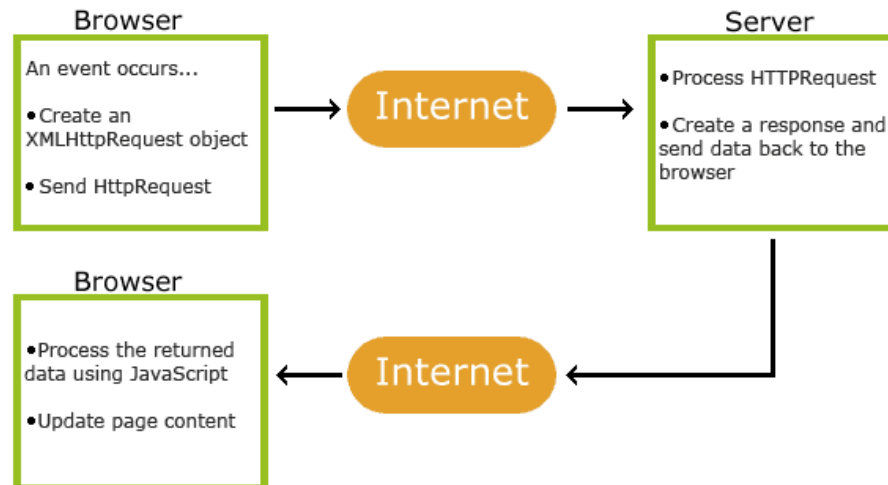 Browser
An event occurs...
•Create an
XMLHttpRequest object
• Send HttpRequest
Internet
Server
•Process HTTPRequest
•Create a response and
send data back to the
browser
Browser
•Process the returned
data using JavaScript
•Update page content
Internet